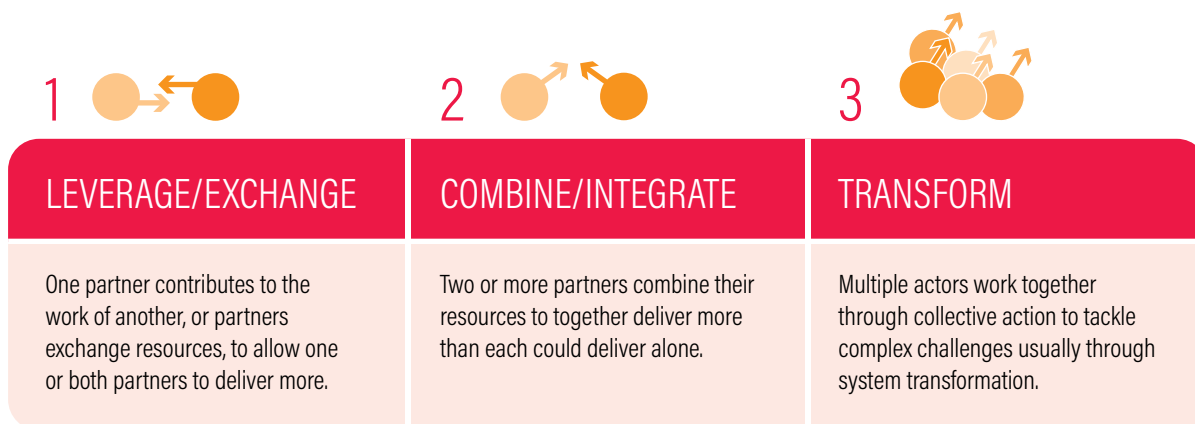 1
LEVERAGE/EXCHANGE
One partner contributes to the
work of another, or partners
exchange resources, to allow one
or both partners to deliver more.
2
COMBINE/INTEGRATE
Two or more partners combine their
resources to together deliver more
than each could deliver alone.
3
TRANSFORM
Multiple actors work together
through collective action to tackle
complex challenges usually through
system transformation.